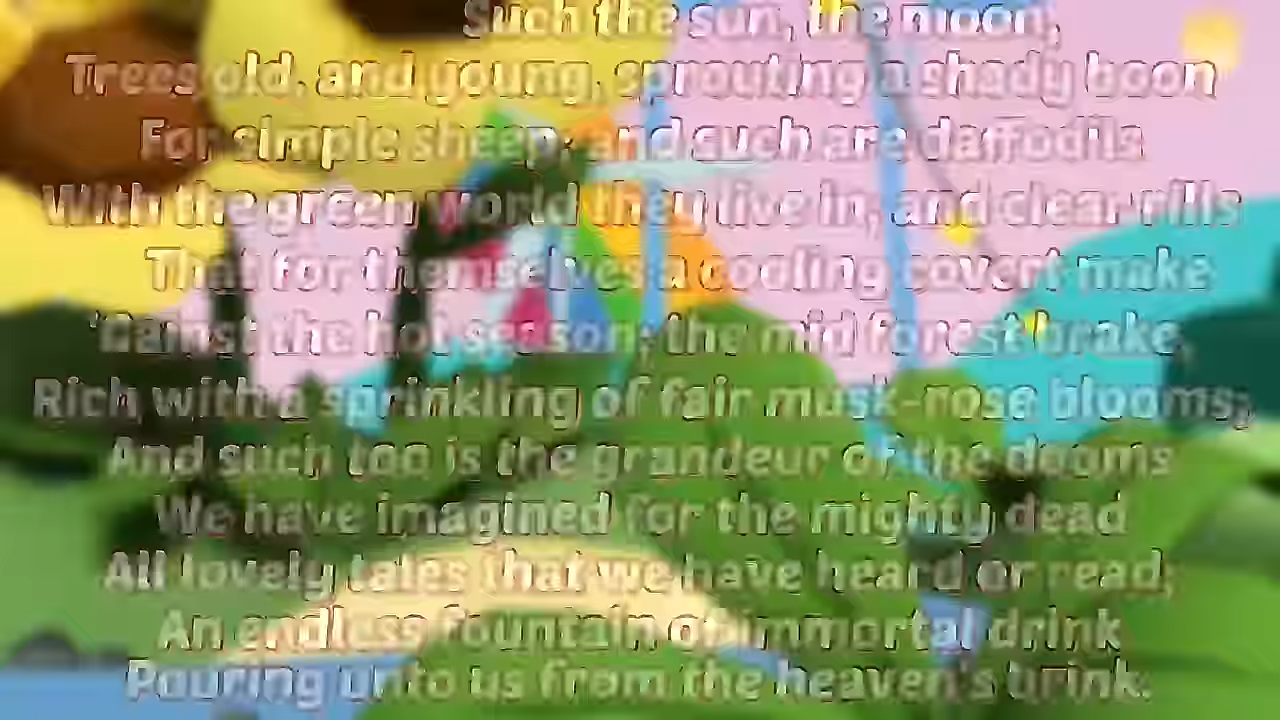 Such the sun, the moon,
Trees old, and young, sprouting a shady boon
For simple sheep; and such are daffodils
With the green world they live in; and clear rills
That for themselves a cooling covert make
'Gainst the hot season; the mid forest brake,
Rich with a sprinkling of fair musk-rose blooms;
And such too is the grandeur of the dooms
We have imagined for the mighty dead
All lovely tales that we have heard or read;
An endless fountain of immortal drink
Pouring unto us from the heaven's brink.